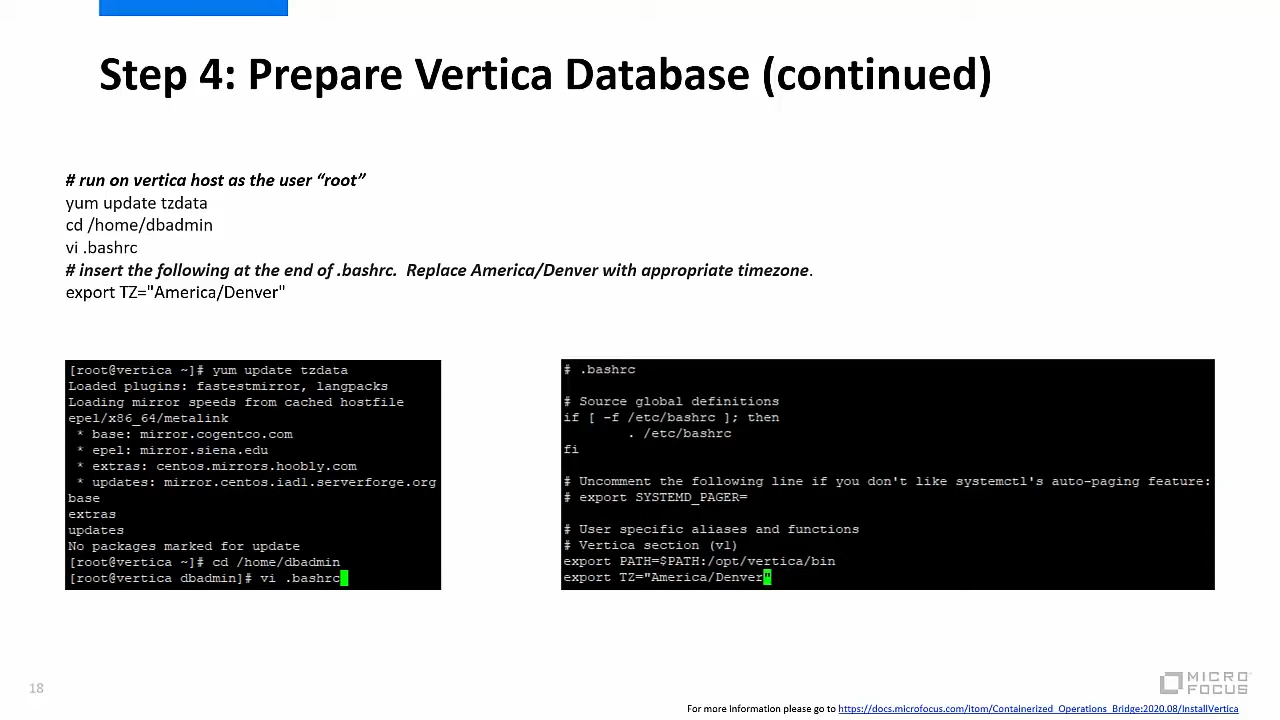 Step 4: Prepare Vertica Database (continued)
# run on vertica host as the user “root”
yum update tzdata
cd /home/dbadmin
vi .bashrc
# insert the following at the end of .bashrc.  Replace America/Denver with appropriate timezone.
export TZ="America/Denver"
[root@vertica ~]# yum update tzdata
Loaded plugins: fastestmirror, langpacks
Loading mirror speeds from cached hostfile
epel/x86_64/metalink
 * base: mirror.cogentco.com
 * epel: mirror.siena.edu
 * extras: centos.mirrors.hoobly.com
 * updates: mirror.centos.iad1.serverforge.org
base
extras
updates
No packages marked for update
[root@vertica ~]# cd /home/dbadmin
[root@vertica dbadmin]# vi .bashrc
# .bashrc
# Source global definitions
if [ -f /etc/bashrc ]; then
        . /etc/bashrc
fi
# Uncomment the following line if you don't like systemctl's auto-paging feature:
# export SYSTEMD_PAGER=
# User specific aliases and functions
# Vertica section (v1)
export PATH=$PATH:/opt/vertica/bin
export TZ="America/Denver"
18
MICRO
FOCUS
For more information please go to https://docs.microfocus.com/itom/Containerized_Operations_Bridge:2020.08/InstallVertica